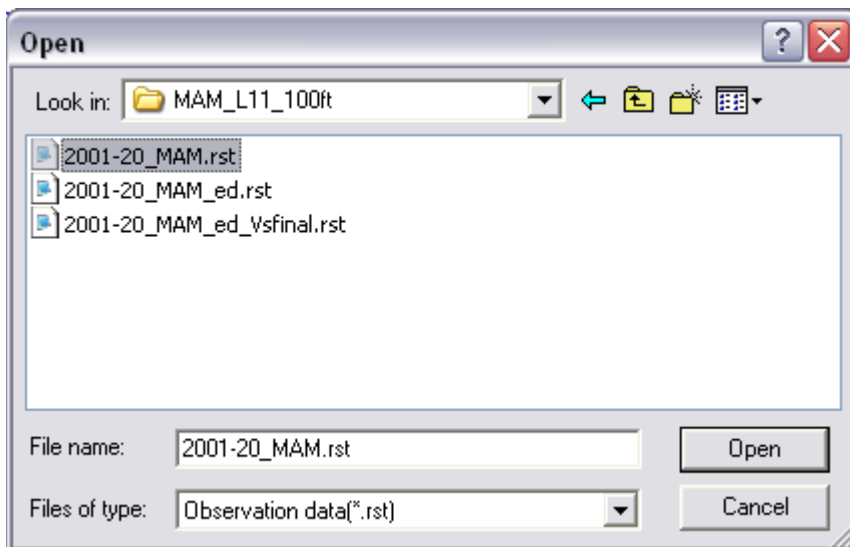 Open
Look in: MAM_L11_100ft
2001-20_MAM.rst
2001-20_MAM_ed.rst
2001-20_MAM_ed_Vsfinal.rst
File name: 2001-20_MAM.rst Open
Files of type: Observation data(*.rst) Cancel